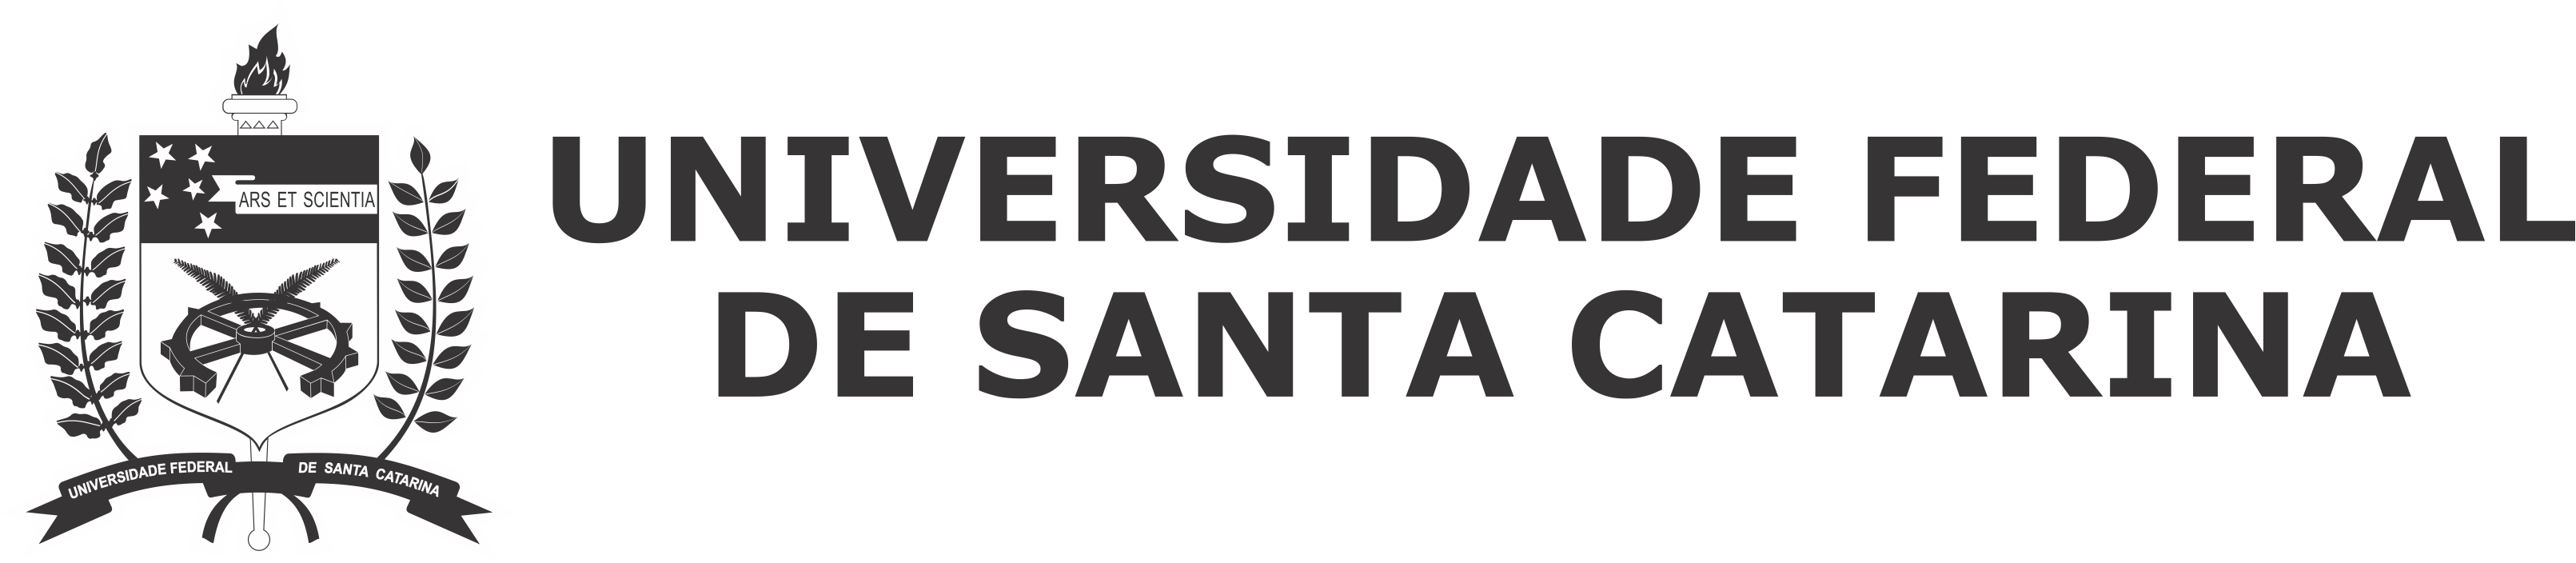 ARS ET SCIENTIA
UNIVERSIDADE FEDERAL DE SANTA CATARINA
UNIVERSIDADE FEDERAL
DE SANTA CATARINA